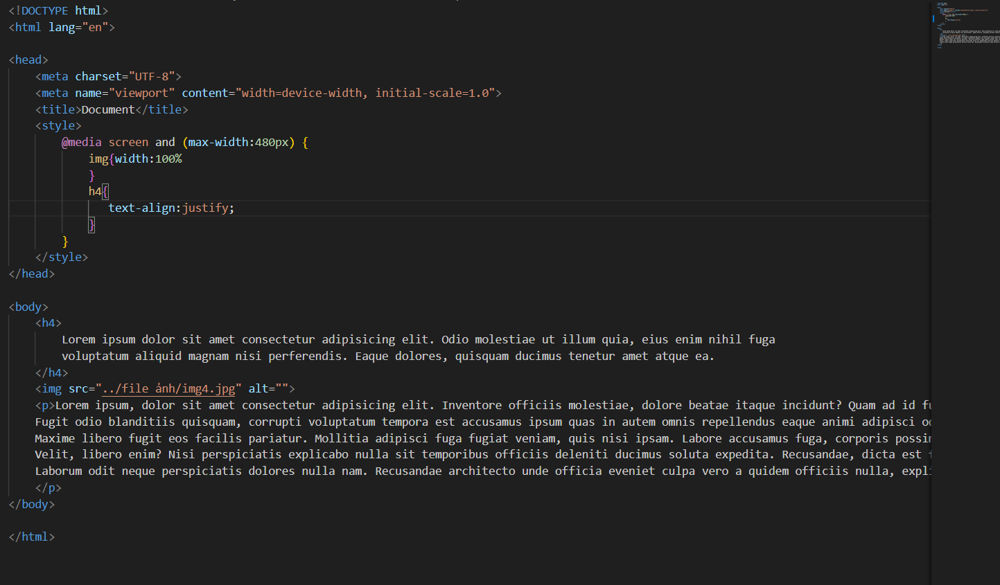 <!DOCTYPE html>
<html lang="en">
<head>
<meta charset="UTF-8">
<meta name="viewport" content="width=device-width, initial-scale=1.0">
<title>Document</title>
<style>
@media screen and (max-width:480px) {
img{width:100%
}
h4{
text-align:justify;
}
}
</style>
</head>
<body>
<h4>
Lorem ipsum dolor sit amet consectetur adipisicing elit. Odio molestiae ut illum quia, eius enim nihil fuga
voluptatum aliquid magnam nisi perferendis. Eaque dolores, quisquam ducimus tenetur amet atque ea.
</h4>
<img src="../file ảnh/img4.jpg" alt="">
<p>Lorem ipsum, dolor sit amet consectetur adipisicing elit. Inventore officiis molestiae, dolore beatae itaque incidunt? Quam ad id
Fugit odio blanditiis quisquam, corrupti voluptatum tempora est accusamus ipsum quas in autem omnis repellendus eaque animi adipisci
Maxime libero fugit eos facilis pariatur. Mollitia adipisci fuga fugiat veniam, quis nisi ipsam. Labore accusamus fuga, corporis
Velit, libero enim? Nisi perspiciatis explicabo nulla sit temporibus officiis deleniti ducimus soluta expedita. Recusandae, dicta est
Laborum odit neque perspiciatis dolores nulla nam. Recusandae architecto unde officia eveniet culpa vero a quidem officiis nulla,
</p>
</body>
</html>